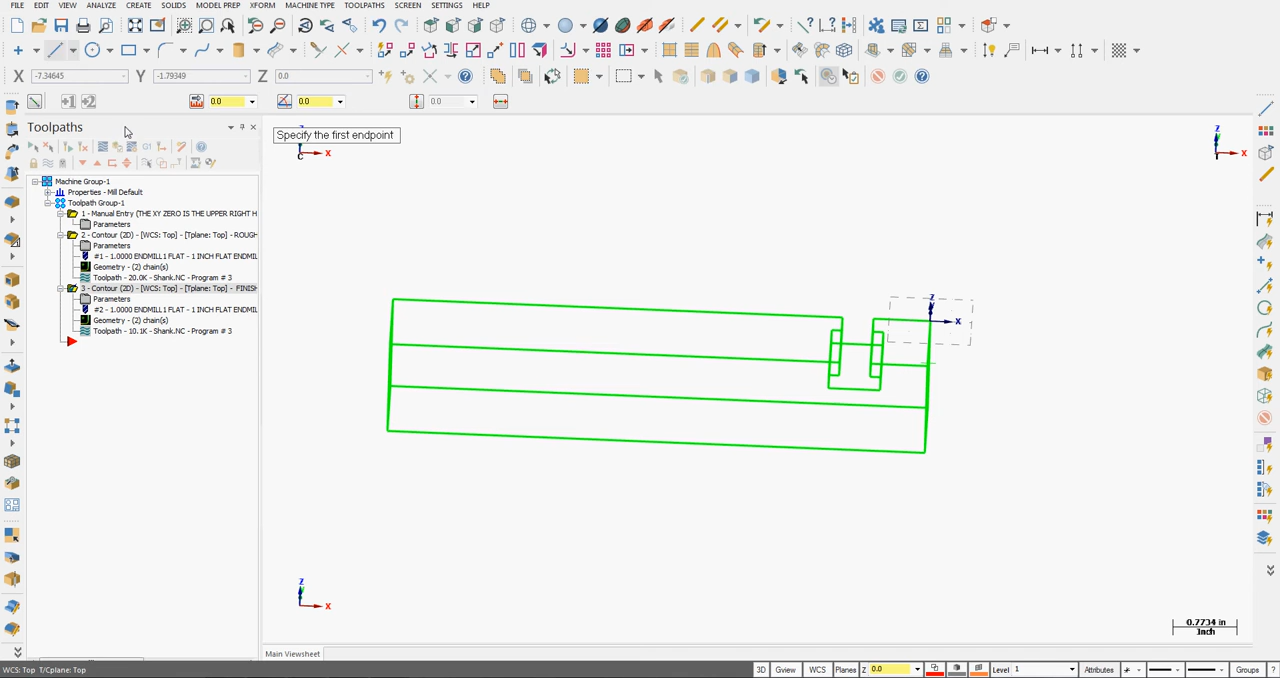 FILE EDIT VIEW ANALYZE CREATE SOLIDS MODEL PREP XFORM MACHINE TYPE TOOLPATHS SCREEN SETTINGS HELP
X -7.34645 Y -1.79349 Z 0.0
+1 +2 0.0 0.0 0.0
Toolpaths
Specify the first endpoint
G1
Machine Group-1
Properties - Mill Default
Toolpath Group-1
1 - Manual Entry (THE XY ZERO IS THE UPPER RIGHT H
Parameters
2 - Contour (2D) - [WCS: Top] - [Tplane: Top] - ROUGH
Parameters
#1 - 1.0000 ENDMILL1 FLAT - 1 INCH FLAT ENDMIL
Geometry - (2) chain(s)
Toolpath - 20.0K - Shank.NC - Program # 3
3 - Contour (2D) - [WCS: Top] - [Tplane: Top] - FINISH
Parameters
#2 - 1.0000 ENDMILL1 FLAT - 1 INCH FLAT ENDMIL
Geometry - (2) chain(s)
Toolpath - 10.1K - Shank.NC - Program # 3
X
C
Z
X
T
Z
Y
X
Z
X
0.7734 in
Inch
Main Viewsheet
WCS: Top T/Cplane: Top
3D Gview WCS Planes Z 0.0 Level 1 Attributes Groups ?